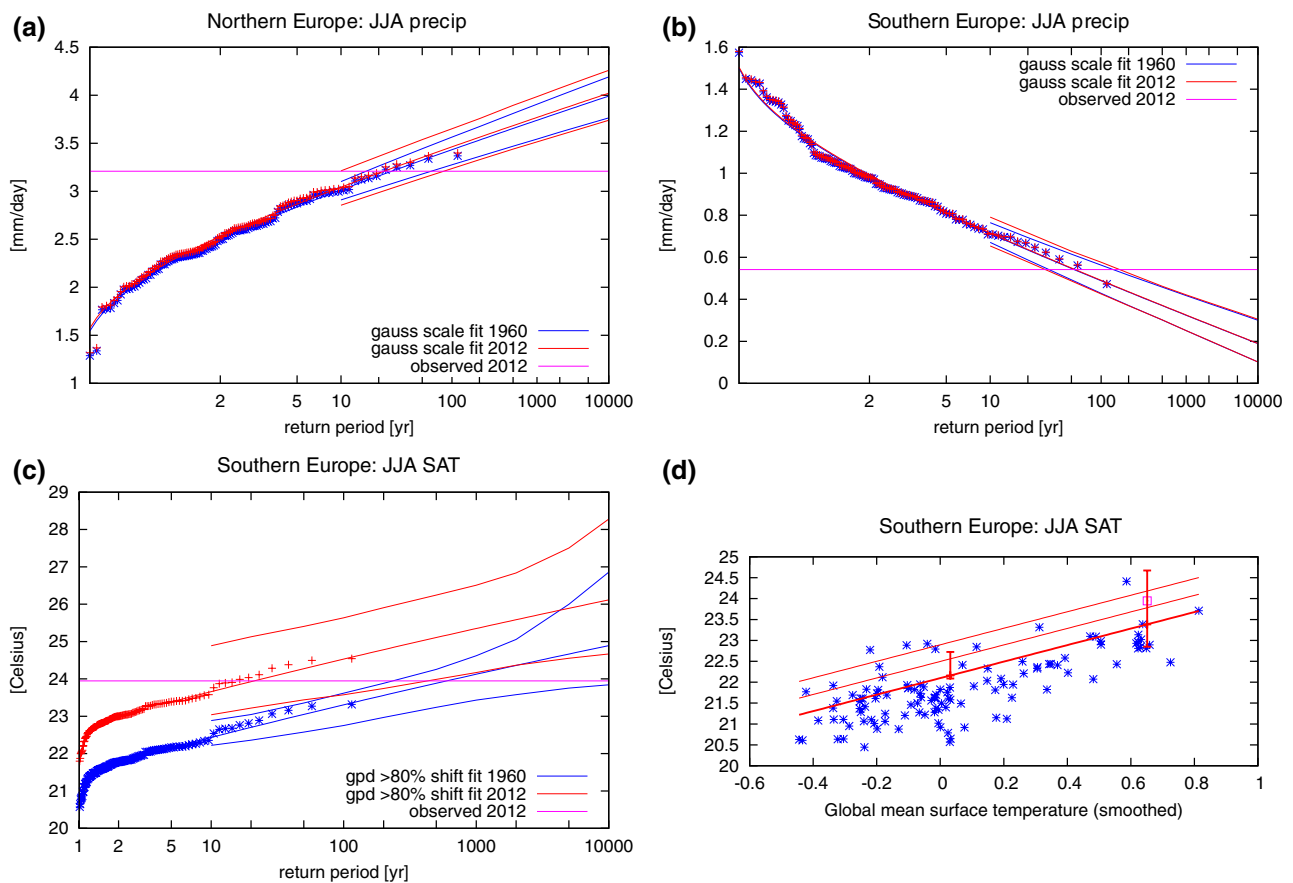 (a)
Northern Europe: JJA precip
4.5
4
3.5
3
2.5
2
1.5
1
[mm/day]
gauss scale fit 1960
gauss scale fit 2012
observed 2012
2 5 10 100 1000 10000
return period [yr]
(b)
Southern Europe: JJA precip
1.6
1.4
1.2
1
0.8
0.6
0.4
0.2
0
[mm/day]
gauss scale fit 1960
gauss scale fit 2012
observed 2012
2 5 10 100 1000 10000
return period [yr]
(c)
Southern Europe: JJA SAT
29
28
27
26
25
24
23
22
21
20
[Celsius]
gpd >80% shift fit 1960
gpd >80% shift fit 2012
observed 2012
1 2 5 10 100 1000 10000
return period [yr]
(d)
Southern Europe: JJA SAT
25
24.5
24
23.5
23
22.5
22
21.5
21
20.5
20
[Celsius]
-0.6 -0.4 -0.2 0 0.2 0.4 0.6 0.8 1
Global mean surface temperature (smoothed)